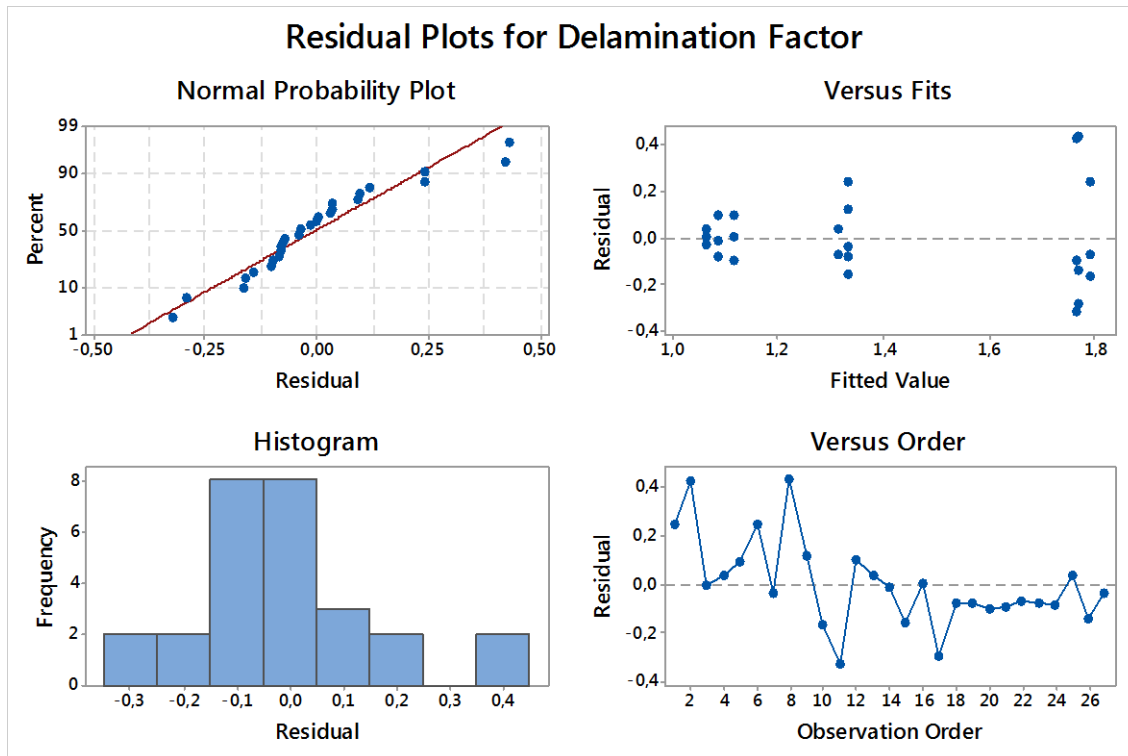 Residual Plots for Delamination Factor
Normal Probability Plot
Percent
99
90
50
10
1
-0,50 -0,25 0,00 0,25 0,50
Residual
Versus Fits
Residual
0,4
0,2
0,0
-0,2
-0,4
1,0 1,2 1,4 1,6 1,8
Fitted Value
Histogram
Frequency
8
6
4
2
0
-0,3 -0,2 -0,1 0,0 0,1 0,2 0,3 0,4
Residual
Versus Order
Residual
0,4
0,2
0,0
-0,2
-0,4
2 4 6 8 10 12 14 16 18 20 22 24 26
Observation Order